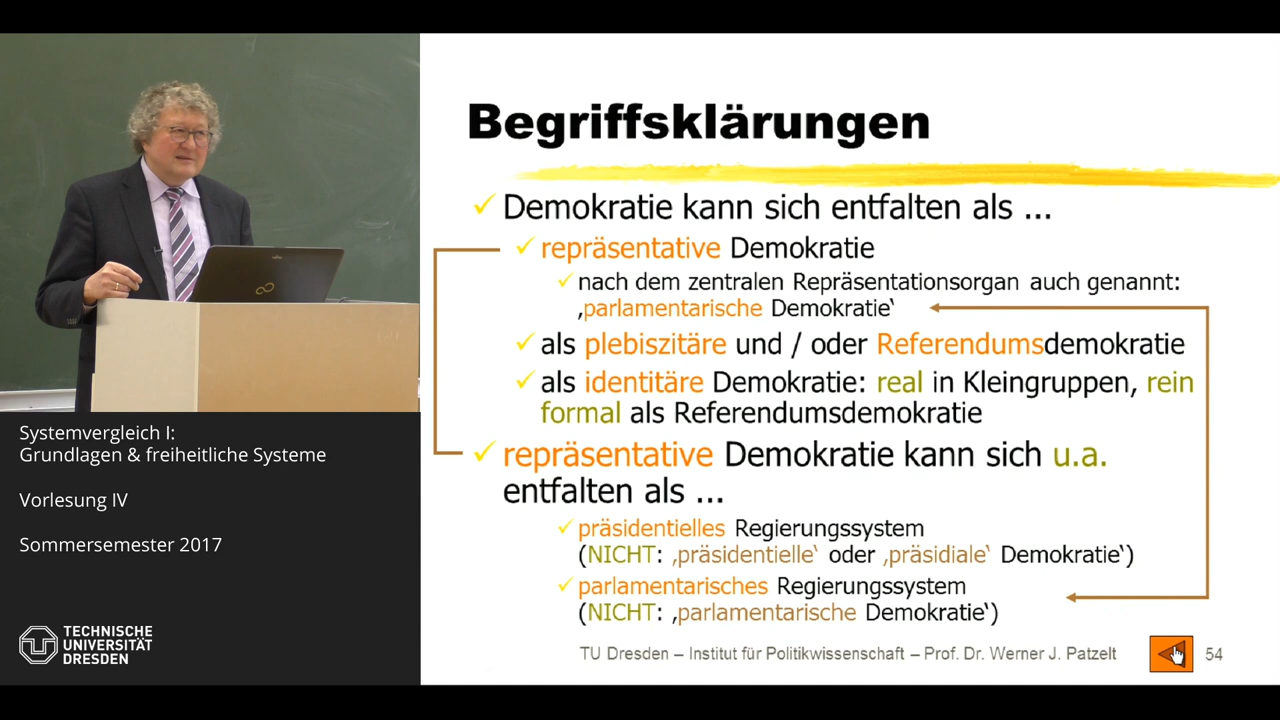 Begriffsklärungen
Demokratie kann sich entfalten als ...
repräsentative Demokratie
nach dem zentralen Repräsentationsorgan auch genannt:
‚parlamentarische Demokratie‘
als plebiszitäre und / oder Referendumsdemokratie
als identitäre Demokratie: real in Kleingruppen, rein
formal als Referendumsdemokratie
repräsentative Demokratie kann sich u.a.
entfalten als ...
präsidentielles Regierungssystem
(NICHT: ‚präsidentielle‘ oder ‚präsidiale‘ Demokratie‘)
parlamentarisches Regierungssystem
(NICHT: ‚parlamentarische Demokratie‘)
TU Dresden – Institut für Politikwissenschaft – Prof. Dr. Werner J. Patzelt
54
Systemvergleich I:
Grundlagen & freiheitliche Systeme
Vorlesung IV
Sommersemester 2017
TECHNISCHE
UNIVERSITÄT
DRESDEN